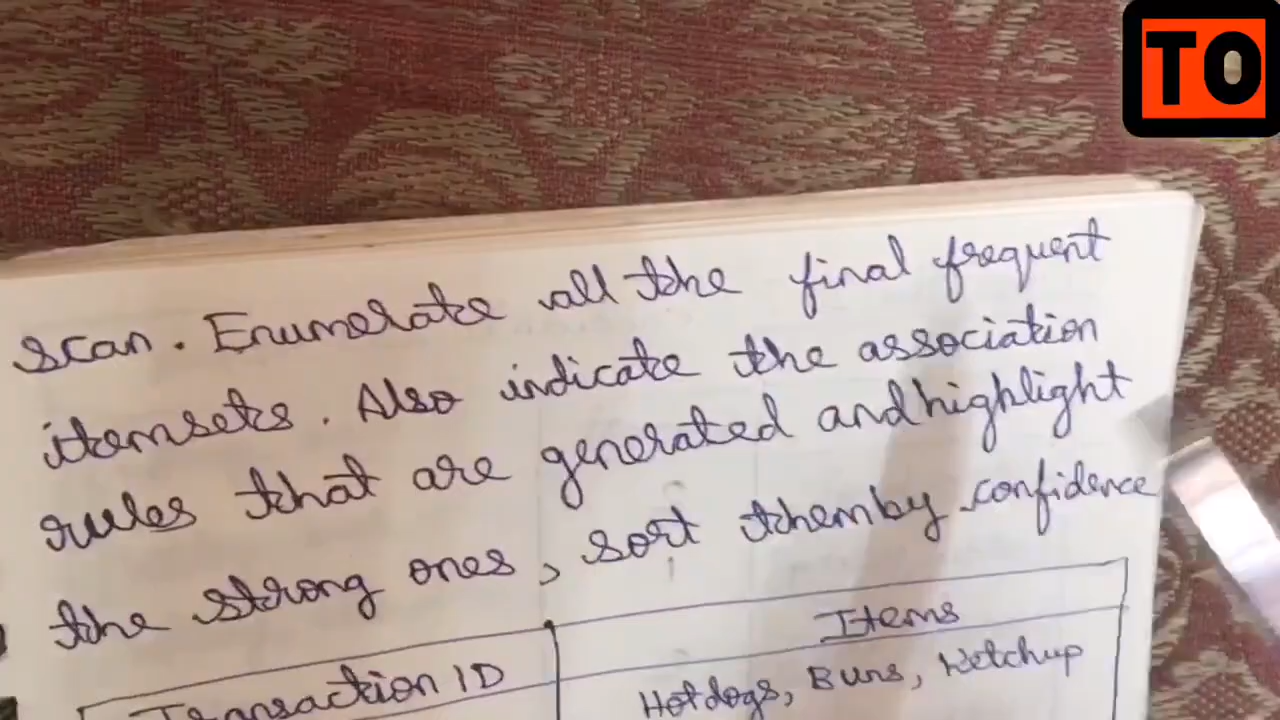 TO
scan. Enumerate all the final frequent
itemsets. Also indicate the association
rules that are generated and highlight
the strong ones, sort them by confidence
Transaction ID
Items
Hotdogs, Buns, Ketchup